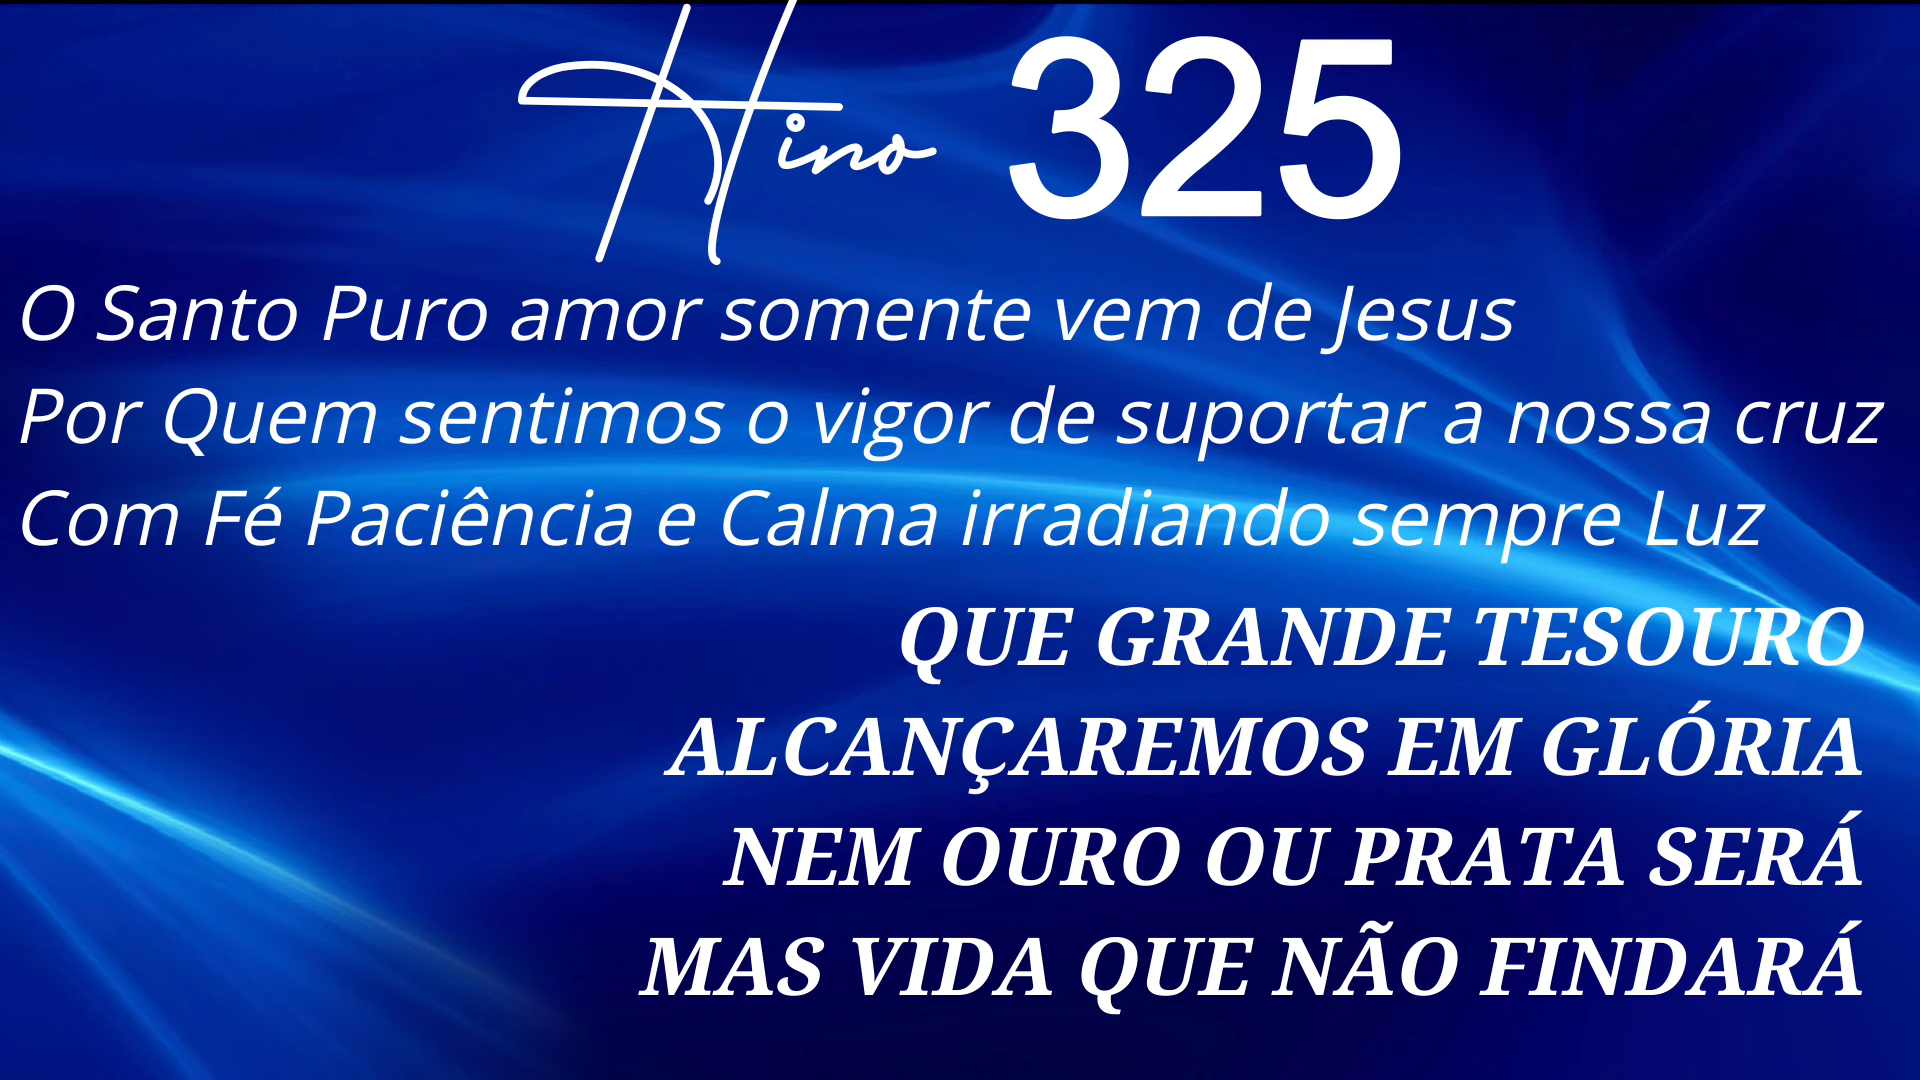 Hino 325
O Santo Puro amor somente vem de Jesus
Por Quem sentimos o vigor de suportar a nossa cruz
Com Fé Paciência e Calma irradiando sempre Luz
QUE GRANDE TESOURO
ALCANÇAREMOS EM GLÓRIA
NEM OURO OU PRATA SERÁ
MAS VIDA QUE NÃO FINDARÁ